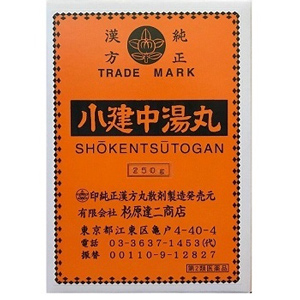 漢方 純正
TRADE MARK
小建中湯丸
SHŌKENTSŪTOGAN
250g
印純正漢方丸散剤製造発売元
有限会社 杉原達二商店
東京都江東区亀戸4-40-4
電話 03-3637-1453(代)
振替 00110-9-12827
第2類医薬品